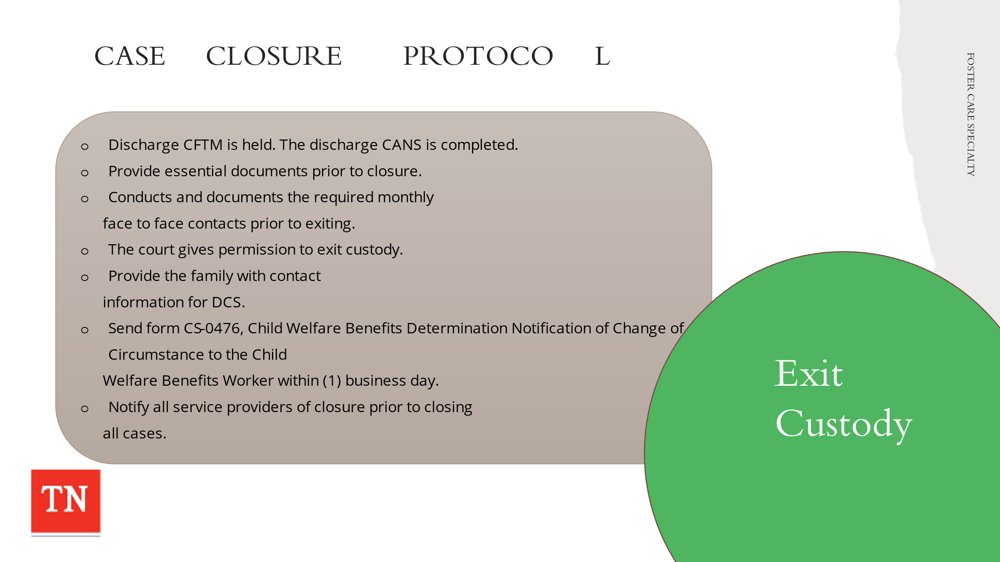 CASE CLOSURE PROTOCO L
FOSTER CARE SPECIALTY
o Discharge CFTM is held. The discharge CANS is completed.
o Provide essential documents prior to closure.
o Conducts and documents the required monthly
face to face contacts prior to exiting.
o The court gives permission to exit custody.
o Provide the family with contact
information for DCS.
o Send form CS-0476, Child Welfare Benefits Determination Notification of Change of
Circumstance to the Child
Welfare Benefits Worker within (1) business day.
o Notify all service providers of closure prior to closing
all cases.
Exit
Custody
TN